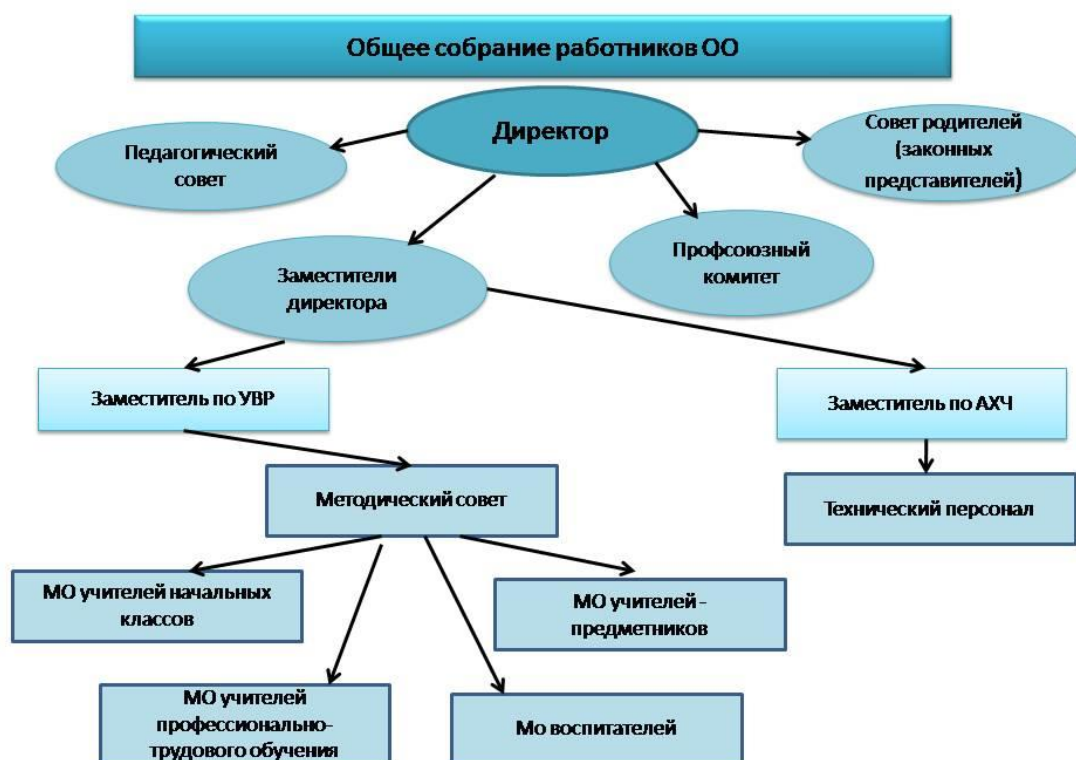 Общее собрание работников ОО
Директор
Педагогический
совет
Совет родителей
(законных
представителей)
Профсоюзный
комитет
Заместители
директора
Заместитель по УВР
Заместитель по АХЧ
Методический совет
Технический персонал
МО учителей начальных
классов
МО учителей -
предметников
МО учителей
профессионально-
трудового обучения
Мо воспитателей